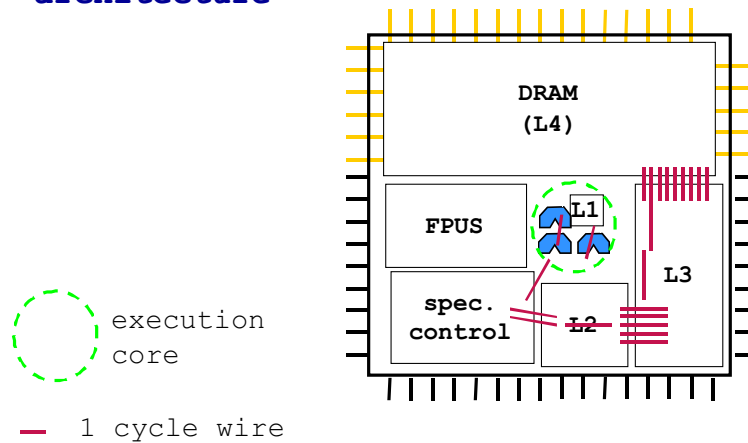 architecture
DRAM
(L4)
L1
FPUS
L3
spec.
control
L2
execution
core
1 cycle wire